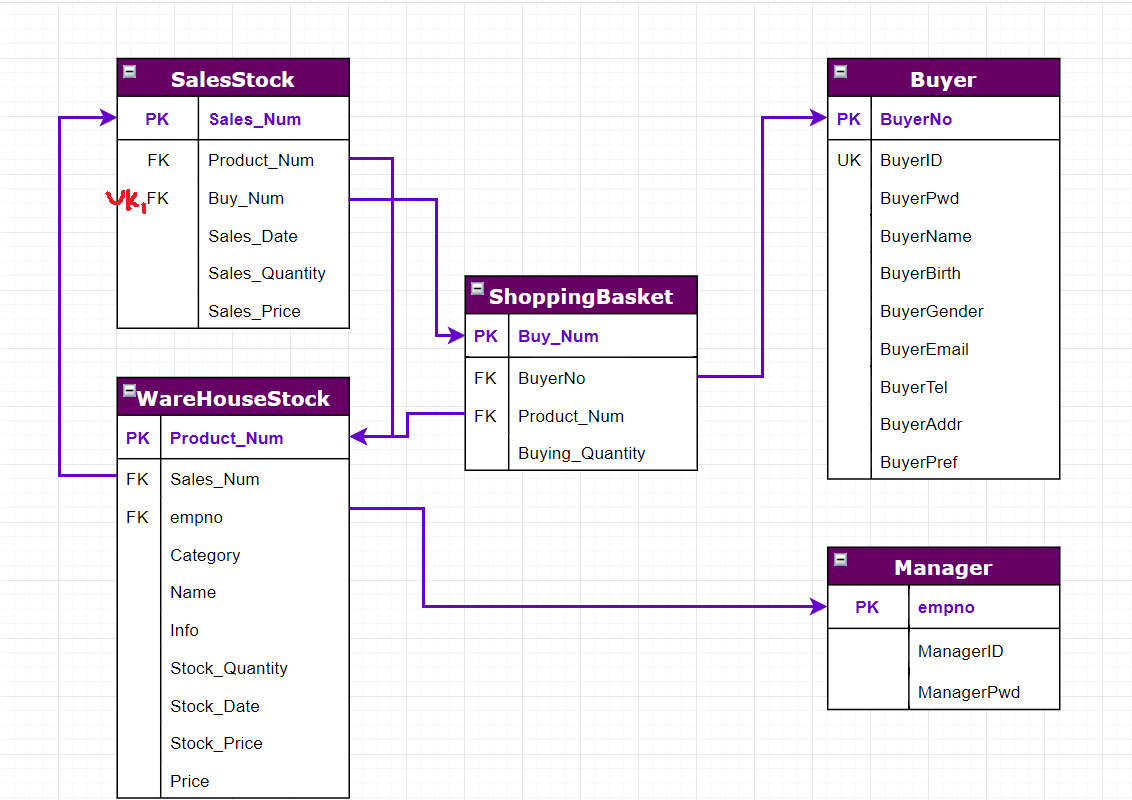 SalesStock
PK Sales_Num
FK Product_Num
UK1 FK Buy_Num
Sales_Date
Sales_Quantity
Sales_Price
WareHouseStock
PK Product_Num
FK Sales_Num
FK empno
Category
Name
Info
Stock_Quantity
Stock_Date
Stock_Price
Price
ShoppingBasket
PK Buy_Num
FK BuyerNo
FK Product_Num
Buying_Quantity
Buyer
PK BuyerNo
UK BuyerID
BuyerPwd
BuyerName
BuyerBirth
BuyerGender
BuyerEmail
BuyerTel
BuyerAddr
BuyerPref
Manager
PK empno
ManagerID
ManagerPwd